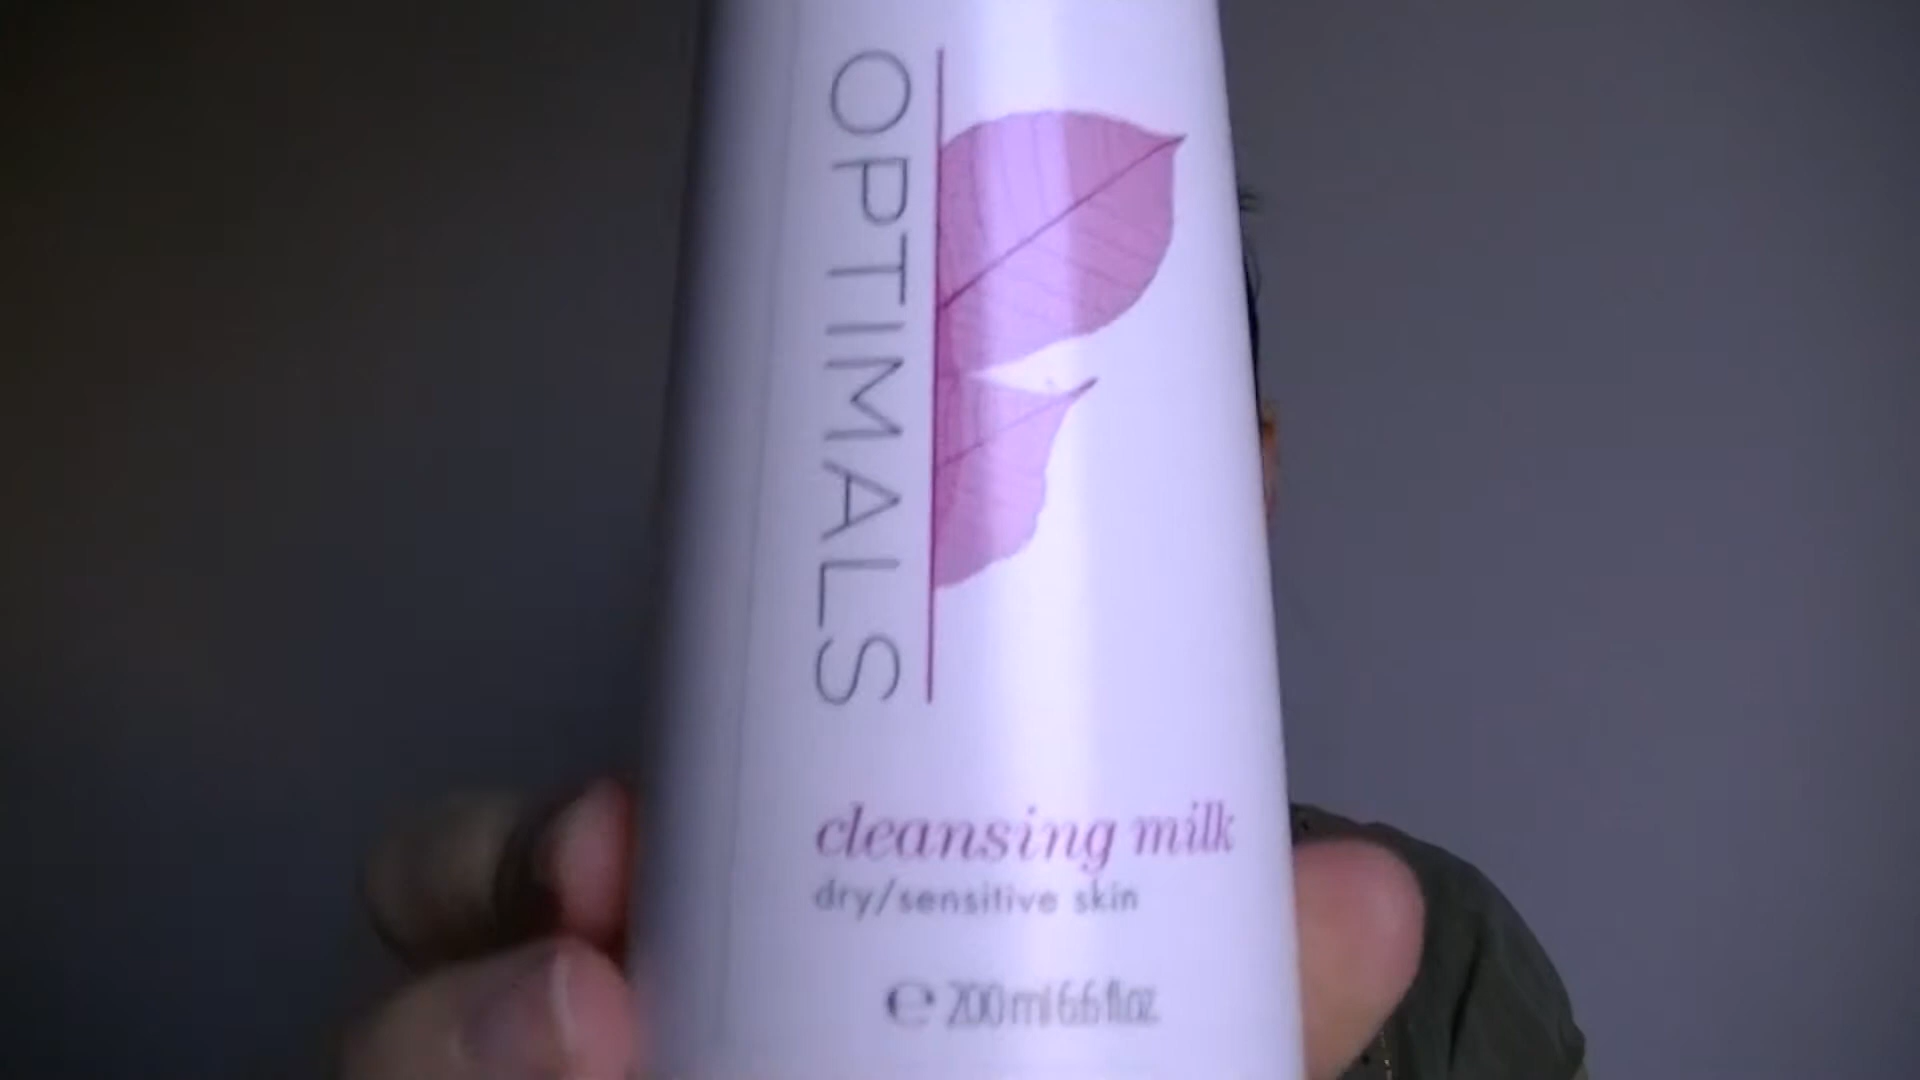 OPTIMALS
cleansing milk
dry/sensitive skin
℮ 200 ml 6.6 fl.oz.